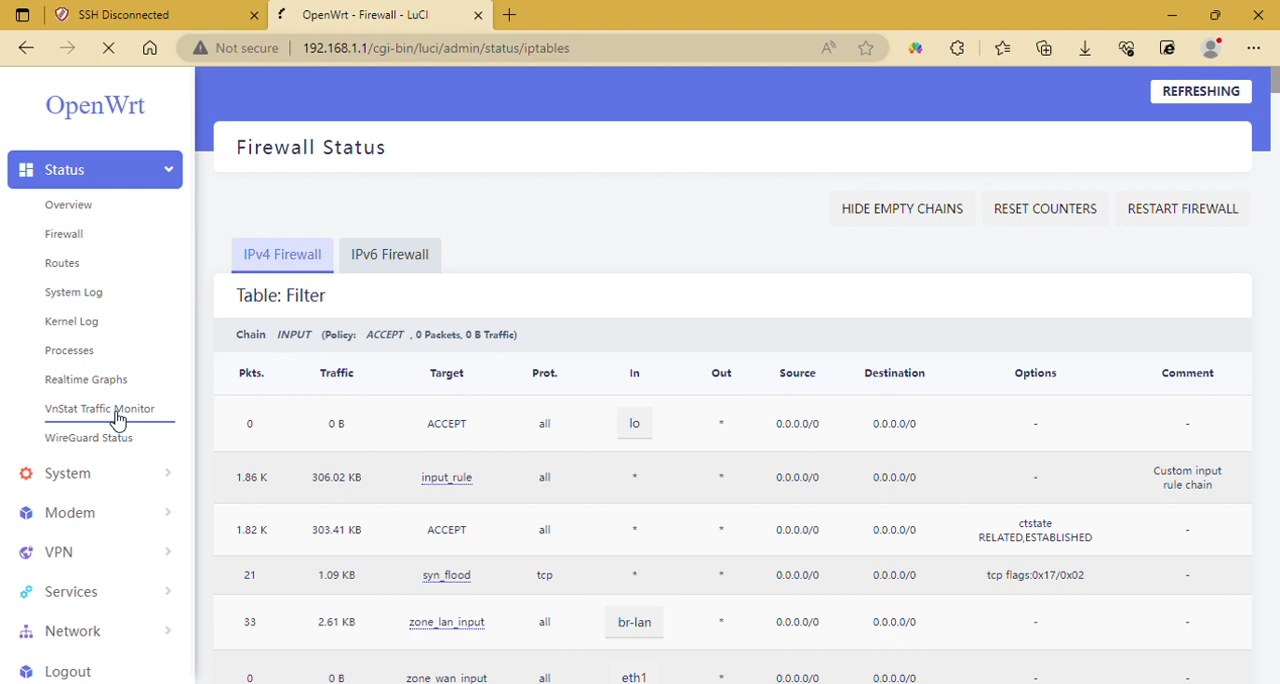 SSH Disconnected
OpenWrt - Firewall - LuCI
Not secure
192.168.1.1/cgi-bin/luci/admin/status/iptables
OpenWrt
Status
Overview
Firewall
Routes
System Log
Kernel Log
Processes
Realtime Graphs
VnStat Traffic Monitor
WireGuard Status
System
Modem
VPN
Services
Network
Logout
REFRESHING
Firewall Status
HIDE EMPTY CHAINS RESET COUNTERS RESTART FIREWALL
IPv4 Firewall IPv6 Firewall
Table: Filter
Chain INPUT (Policy: ACCEPT , 0 Packets, 0 B Traffic)
Pkts. Traffic Target Prot. In Out Source Destination Options Comment
0 0 B ACCEPT all lo * 0.0.0.0/0 0.0.0.0/0 - -
1.86 K 306.02 KB input_rule all * * 0.0.0.0/0 0.0.0.0/0 - Custom input
rule chain
1.82 K 303.41 KB ACCEPT all * * 0.0.0.0/0 0.0.0.0/0 ctstate
RELATED,ESTABLISHED -
21 1.09 KB syn_flood tcp * * 0.0.0.0/0 0.0.0.0/0 tcp flags:0x17/0x02 -
33 2.61 KB zone_lan_input all br-lan * 0.0.0.0/0 0.0.0.0/0 - -
0 0 B zone_wan_input all eth1 * 0.0.0.0/0 0.0.0.0/0 - -